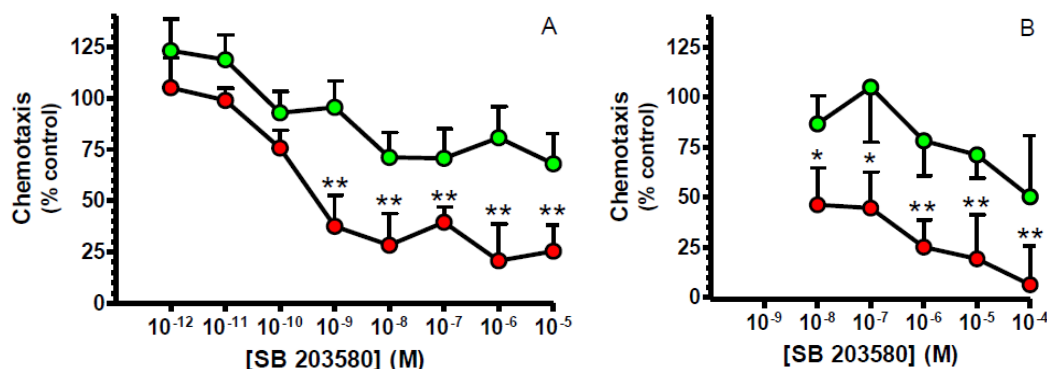 A
Chemotaxis
(% control)
125
100
75
50
25
0
** ** ** ** **
10-12 10-11 10-10 10-9 10-8 10-7 10-6 10-5
[SB 203580] (M)
B
Chemotaxis
(% control)
125
100
75
50
25
0
* * ** ** **
10-9 10-8 10-7 10-6 10-5 10-4
[SB 203580] (M)